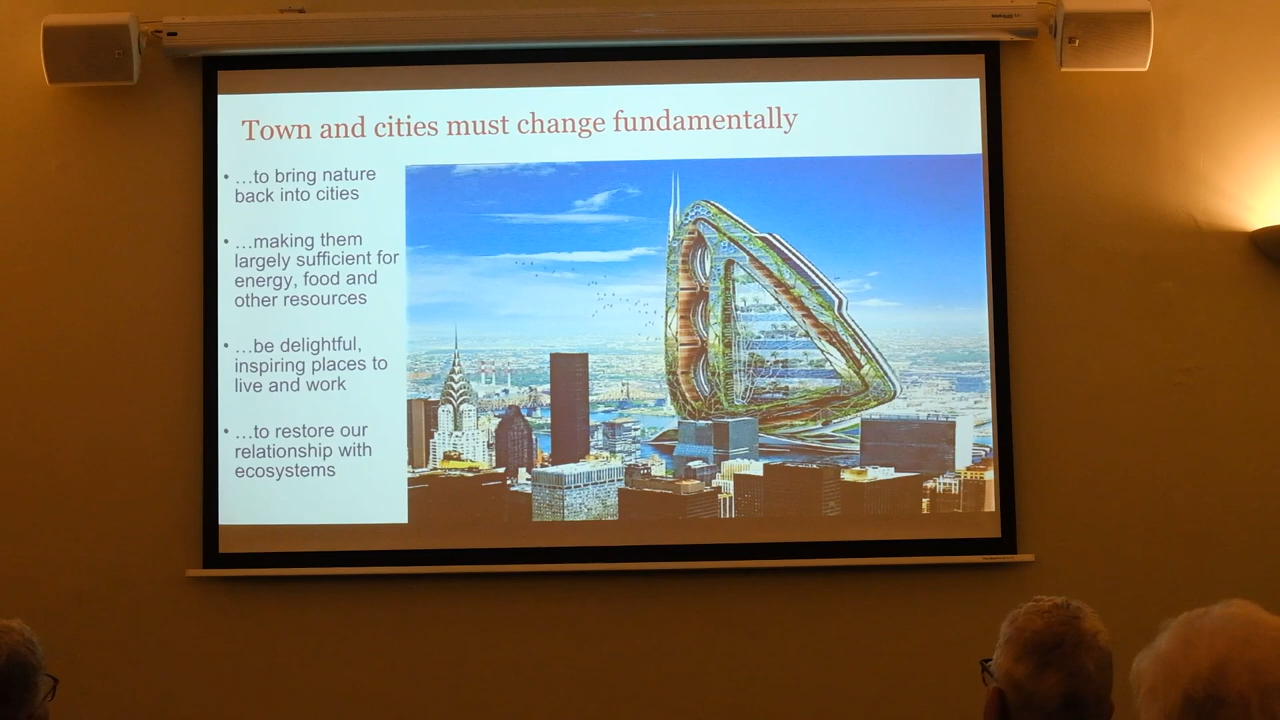 Town and cities must change fundamentally
• …to bring nature
back into cities
• …making them
largely sufficient for
energy, food and
other resources
• …be delightful,
inspiring places to
live and work
• …to restore our
relationship with
ecosystems